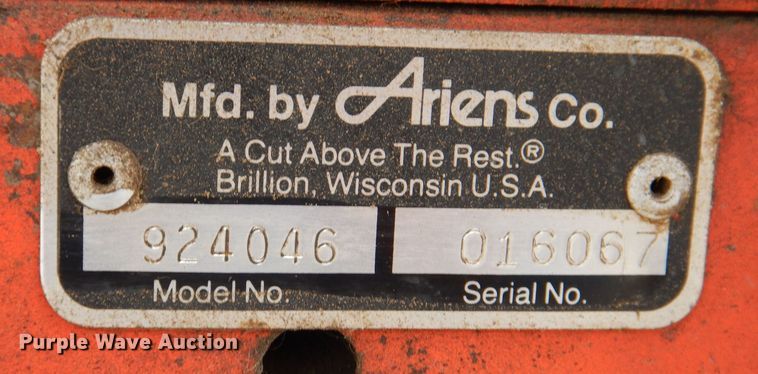 Mfd. by Ariens Co.
A Cut Above The Rest.®
Brillion, Wisconsin U.S.A.
924046 016067
Model No. Serial No.
Purple Wave Auction